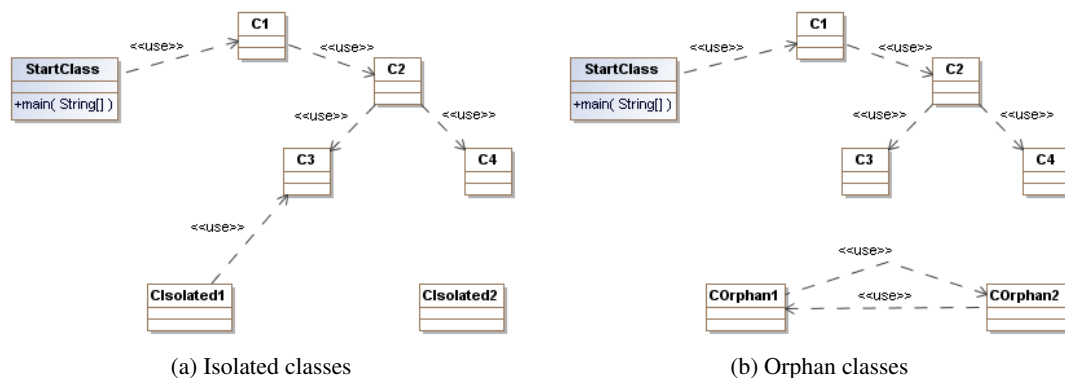 C1
<<use>>
<<use>>
StartClass
C2
+main( String[] )
<<use>>
<<use>>
C3
C4
<<use>>
CIsolated1
CIsolated2
(a) Isolated classes
C1
<<use>>
<<use>>
StartClass
C2
+main( String[] )
<<use>>
<<use>>
C3
C4
<<use>>
COrphan1
<<use>>
COrphan2
(b) Orphan classes